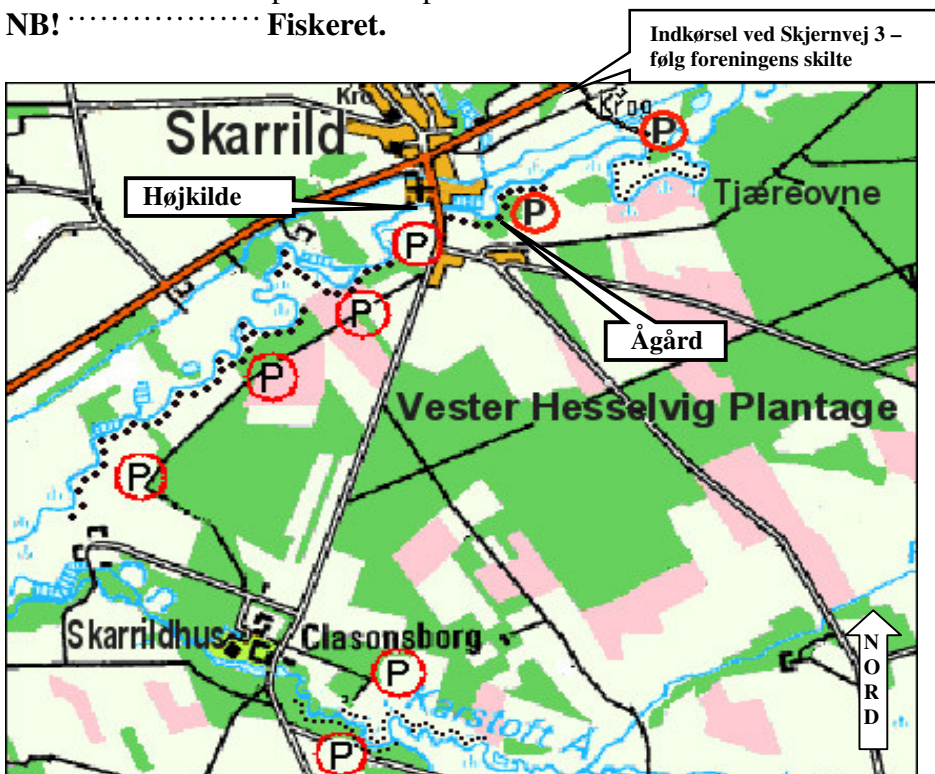 NB! ................... Fiskeret.
Indkørsel ved Skjernvej 3 –
følg foreningens skilte
Kro
Krog
P
Skarrild
Højkilde
P
Tjæreovne
P
P
Ågård
P
Vester Hesselvig Plantage
P
Skarrildhus
Clasonsborg
P
Karstoft Å
P
N
O
R
D